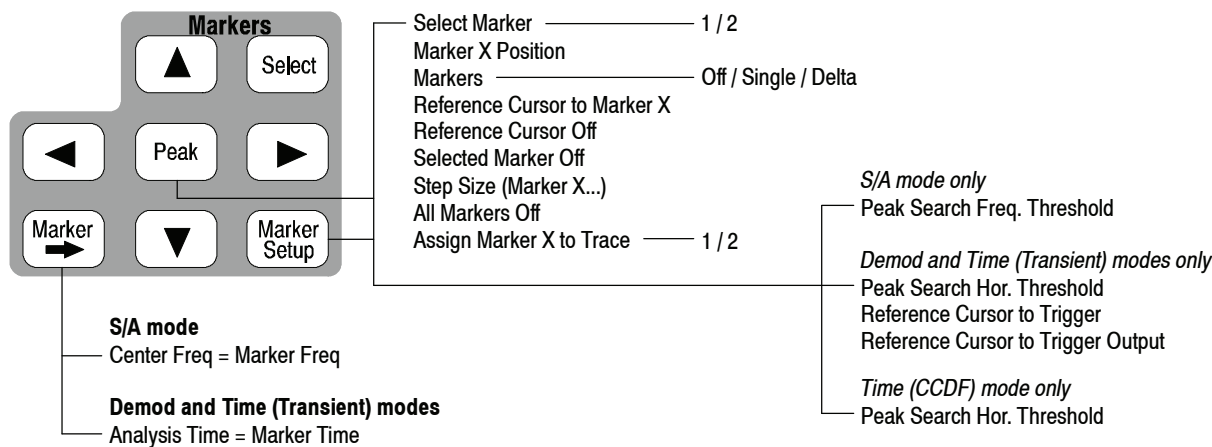 Markers
Select
Peak
Marker
Marker
Setup
Select Marker 1 / 2
Marker X Position
Markers Off / Single / Delta
Reference Cursor to Marker X
Reference Cursor Off
Selected Marker Off
Step Size (Marker X...)
All Markers Off
Assign Marker X to Trace 1 / 2
S/A mode only
Peak Search Freq. Threshold
Demod and Time (Transient) modes only
Peak Search Hor. Threshold
Reference Cursor to Trigger
Reference Cursor to Trigger Output
Time (CCDF) mode only
Peak Search Hor. Threshold
S/A mode
Center Freq = Marker Freq
Demod and Time (Transient) modes
Analysis Time = Marker Time